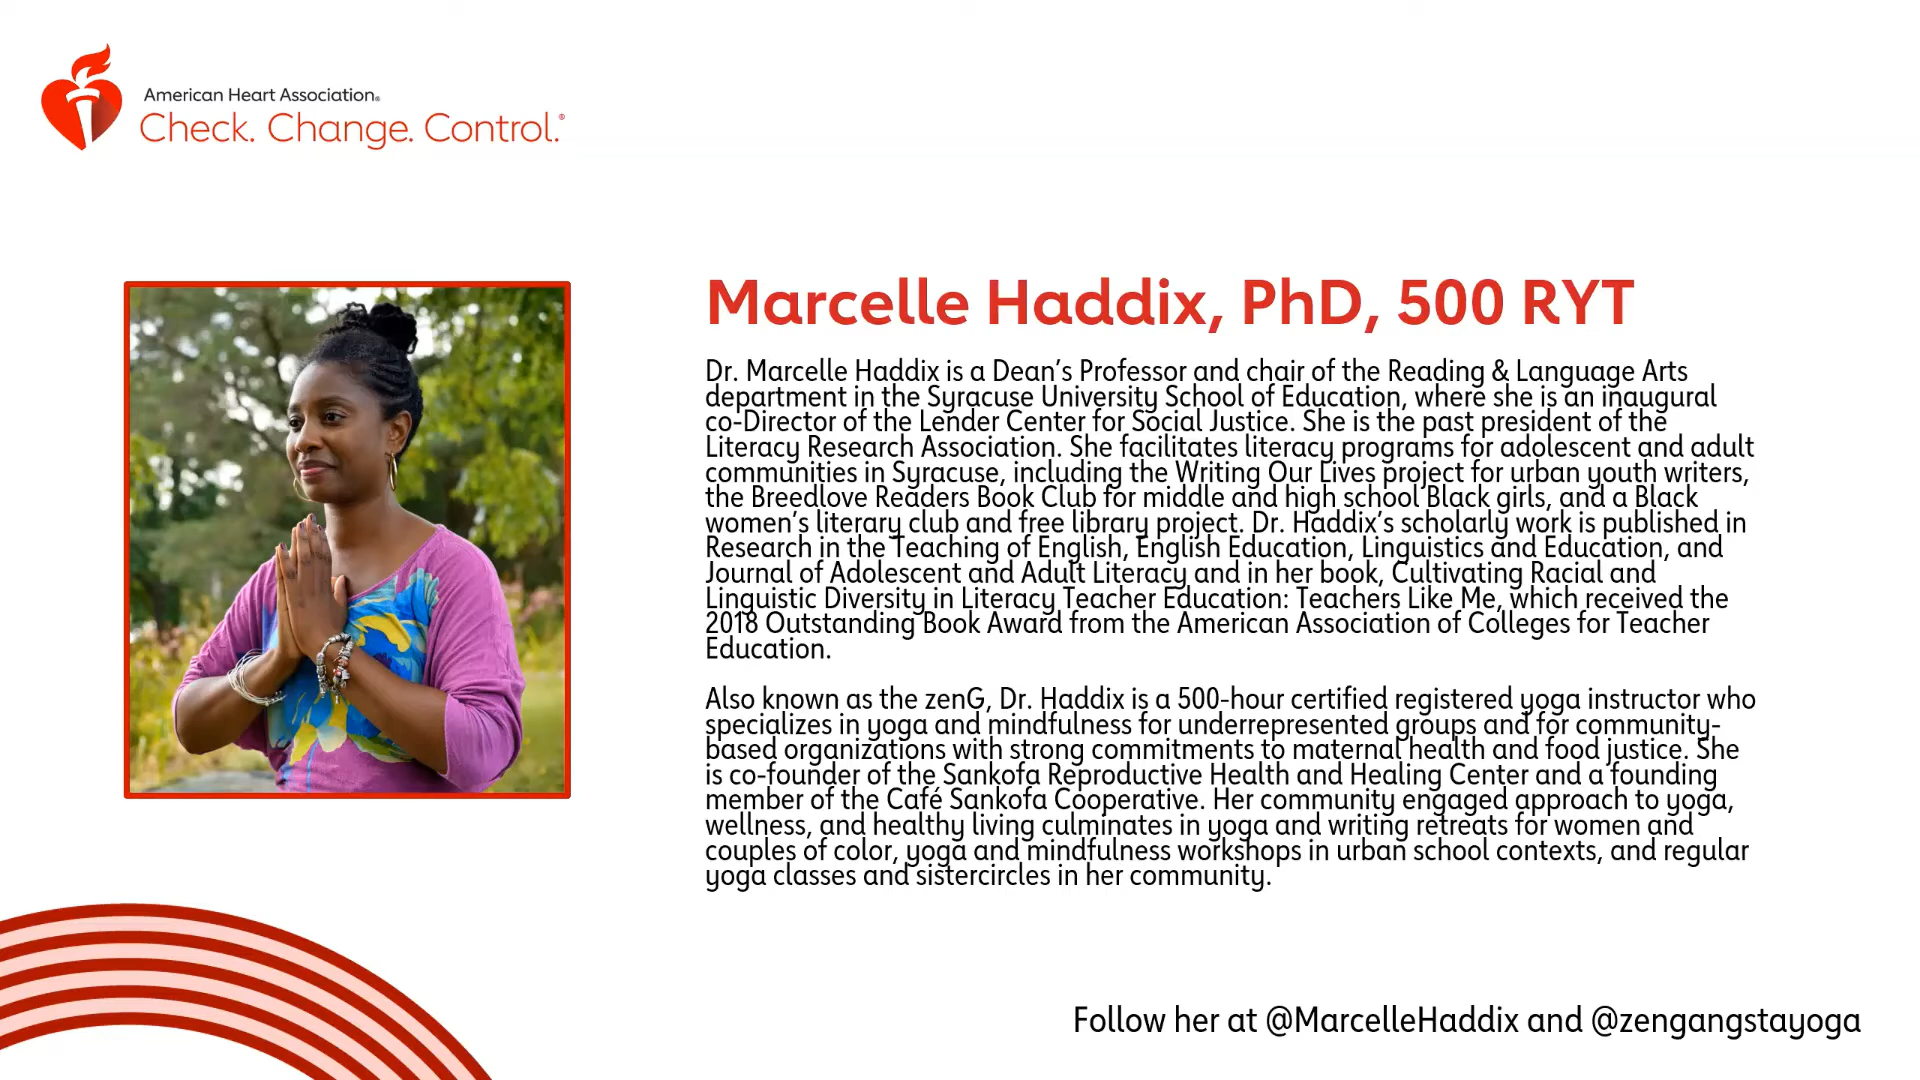 American Heart Association®
Check. Change. Control.®
Marcelle Haddix, PhD, 500 RYT
Dr. Marcelle Haddix is a Dean’s Professor and chair of the Reading & Language Arts
department in the Syracuse University School of Education, where she is an inaugural
co-Director of the Lender Center for Social Justice. She is the past president of the
Literacy Research Association. She facilitates literacy programs for adolescent and adult
communities in Syracuse, including the Writing Our Lives project for urban youth writers,
the Breedlove Readers Book Club for middle and high school Black girls, and a Black
women’s literary club and free library project. Dr. Haddix’s scholarly work is published in
Research in the Teaching of English, English Education, Linguistics and Education, and
Journal of Adolescent and Adult Literacy and in her book, Cultivating Racial and
Linguistic Diversity in Literacy Teacher Education: Teachers Like Me, which received the
2018 Outstanding Book Award from the American Association of Colleges for Teacher
Education.
Also known as the zenG, Dr. Haddix is a 500-hour certified registered yoga instructor who
specializes in yoga and mindfulness for underrepresented groups and for community-
based organizations with strong commitments to maternal health and food justice. She
is co-founder of the Sankofa Reproductive Health and Healing Center and a founding
member of the Café Sankofa Cooperative. Her community engaged approach to yoga,
wellness, and healthy living culminates in yoga and writing retreats for women and
couples of color, yoga and mindfulness workshops in urban school contexts, and regular
yoga classes and sistercircles in her community.
Follow her at @MarcelleHaddix and @zengangstayoga